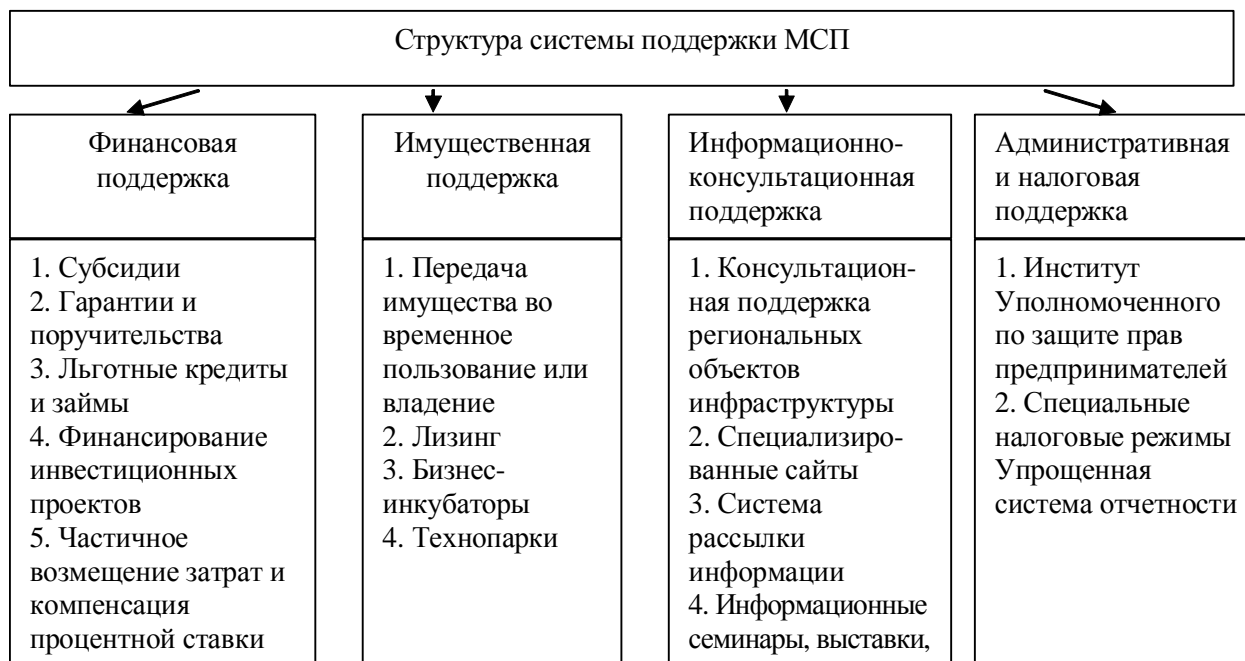 Структура системы поддержки МСП
Финансовая
поддержка
1. Субсидии
2. Гарантии и
поручительства
3. Льготные кредиты
и займы
4. Финансирование
инвестиционных
проектов
5. Частичное
возмещение затрат и
компенсация
процентной ставки
Имущественная
поддержка
1. Передача
имущества во
временное
пользование или
владение
2. Лизинг
3. Бизнес-
инкубаторы
4. Технопарки
Информационно-
консультационная
поддержка
1. Консультацион-
ная поддержка
региональных
объектов
инфраструктуры
2. Специализиро-
ванные сайты
3. Система
рассылки
информации
4. Информационные
семинары, выставки,
Административная
и налоговая
поддержка
1. Институт
Уполномоченного
по защите прав
предпринимателей
2. Специальные
налоговые режимы
Упрощенная
система отчетности